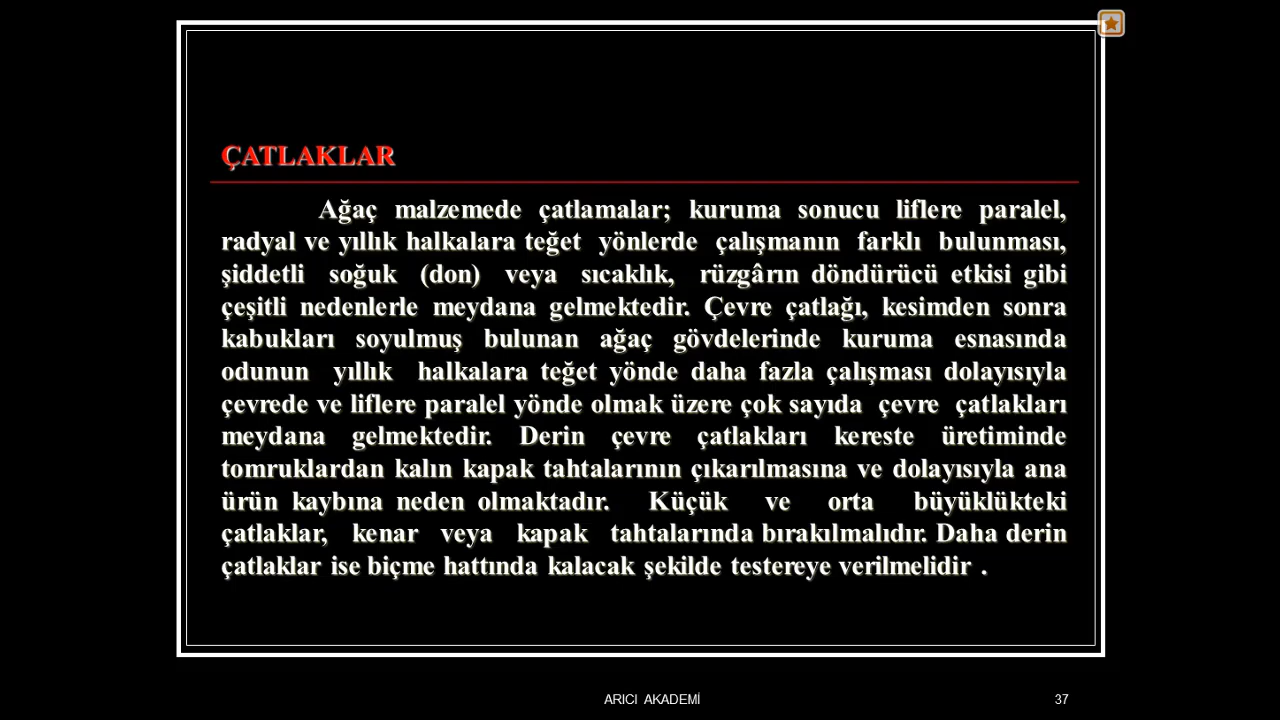 ÇATLAKLAR
Ağaç malzemede çatlamalar; kuruma sonucu liflere paralel,
radyal ve yıllık halkalara teğet yönlerde çalışmanın farklı bulunması,
şiddetli soğuk (don) veya sıcaklık, rüzgârın döndürücü etkisi gibi
çeşitli nedenlerle meydana gelmektedir. Çevre çatlağı, kesimden sonra
kabukları soyulmuş bulunan ağaç gövdelerinde kuruma esnasında
odunun yıllık halkalara teğet yönde daha fazla çalışması dolayısıyla
çevrede ve liflere paralel yönde olmak üzere çok sayıda çevre çatlakları
meydana gelmektedir. Derin çevre çatlakları kereste üretiminde
tomruklardan kalın kapak tahtalarının çıkarılmasına ve dolayısıyla ana
ürün kaybına neden olmaktadır. Küçük ve orta büyüklükteki
çatlaklar, kenar veya kapak tahtalarında bırakılmalıdır. Daha derin
çatlaklar ise biçme hattında kalacak şekilde testereye verilmelidir .
ARICI AKADEMİ
37